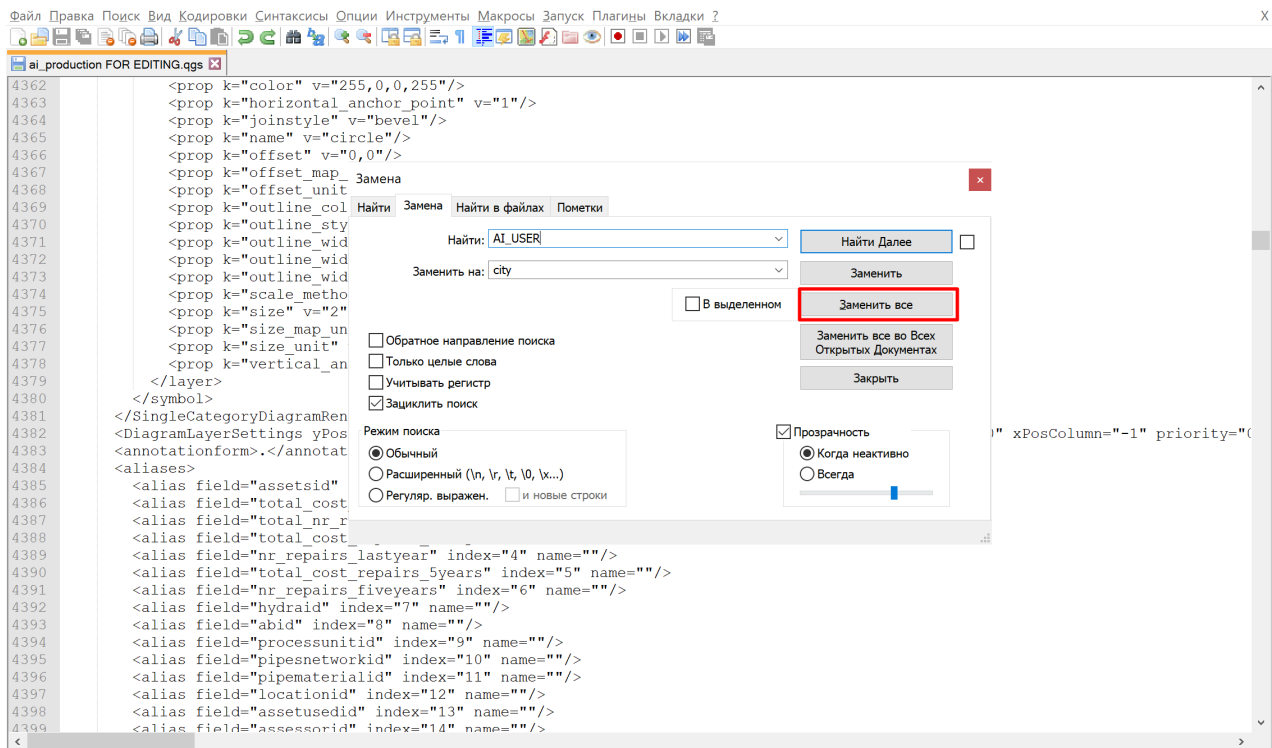 Файл Правка Поиск Вид Кодировки Синтаксисы Опции Инструменты Макросы Запуск Плагины Вкладки ? X
ai_production FOR EDITING.qgs
4362 <prop k="color" v="255,0,0,255"/>
4363 <prop k="horizontal_anchor_point" v="1"/>
4364 <prop k="joinstyle" v="bevel"/>
4365 <prop k="name" v="circle"/>
4366 <prop k="offset" v="0,0"/>
4367 <prop k="offset_map_
4368 <prop k="offset_unit
4369 <prop k="outline_col
4370 <prop k="outline_sty
4371 <prop k="outline_wid
4372 <prop k="outline_wid
4373 <prop k="outline_wid
4374 <prop k="scale_metho
4375 <prop k="size" v="2"
4376 <prop k="size_map_un
4377 <prop k="size_unit"
4378 <prop k="vertical_an
4379 </layer>
4380 </symbol>
4381 </SingleCategoryDiagramRen
4382 <DiagramLayerSettings yPos " xPosColumn="-1" priority="
4383 <annotationform>.</annotat
4384 <aliases>
4385 <alias field="assetsid"
4386 <alias field="total_cost_
4387 <alias field="total_nr_r
4388 <alias field="total_cost_
4389 <alias field="nr_repairs_lastyear" index="4" name=""/>
4390 <alias field="total_cost_repairs_5years" index="5" name=""/>
4391 <alias field="nr_repairs_fiveyears" index="6" name=""/>
4392 <alias field="hydraid" index="7" name=""/>
4393 <alias field="abid" index="8" name=""/>
4394 <alias field="processunitid" index="9" name=""/>
4395 <alias field="pipesnetworkid" index="10" name=""/>
4396 <alias field="pipematerialid" index="11" name=""/>
4397 <alias field="locationid" index="12" name=""/>
4398 <alias field="assetusedid" index="13" name=""/>
4399 <alias field="assessorid" index="14" name=""/>
Замена
Найти Замена Найти в файлах Пометки
Найти: AI_USER Найти Далее
Заменить на: city Заменить
В выделенном Заменить все
Заменить все во Всех
Открытых Документах
Закрыть
Обратное направление поиска
Только целые слова
Учитывать регистр
Зациклить поиск
Режим поиска
Обычный
Расширенный (\n, \r, \t, \0, \x...)
Регуляр. выражен. и новые строки
Прозрачность
Когда неактивно
Всегда